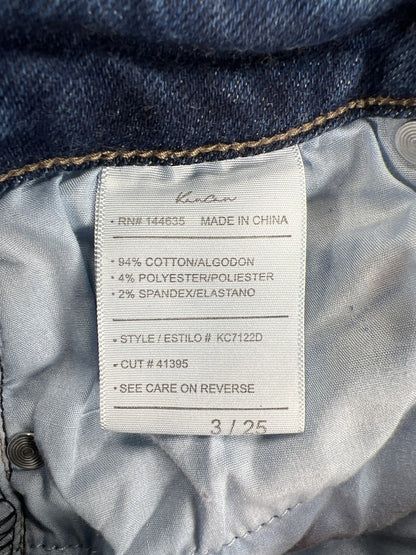 KanCan
• RN# 144635 MADE IN CHINA
• 94% COTTON/ALGODON
• 4% POLYESTER/POLIESTER
• 2% SPANDEX/ELASTANO
• STYLE / ESTILO # KC7122D
• CUT # 41395
• SEE CARE ON REVERSE
3 / 25